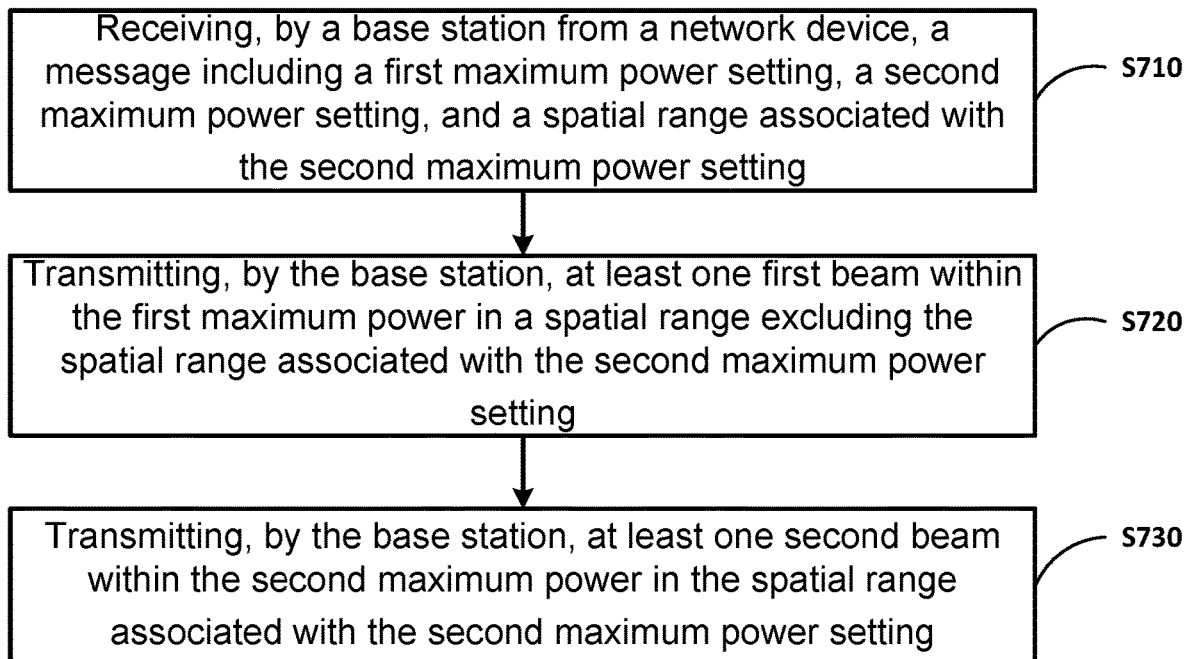 Receiving, by a base station from a network device, a
message including a first maximum power setting, a second
maximum power setting, and a spatial range associated with
the second maximum power setting
S710
Transmitting, by the base station, at least one first beam within
the first maximum power in a spatial range excluding the
spatial range associated with the second maximum power
setting
S720
Transmitting, by the base station, at least one second beam
within the second maximum power in the spatial range
associated with the second maximum power setting
S730